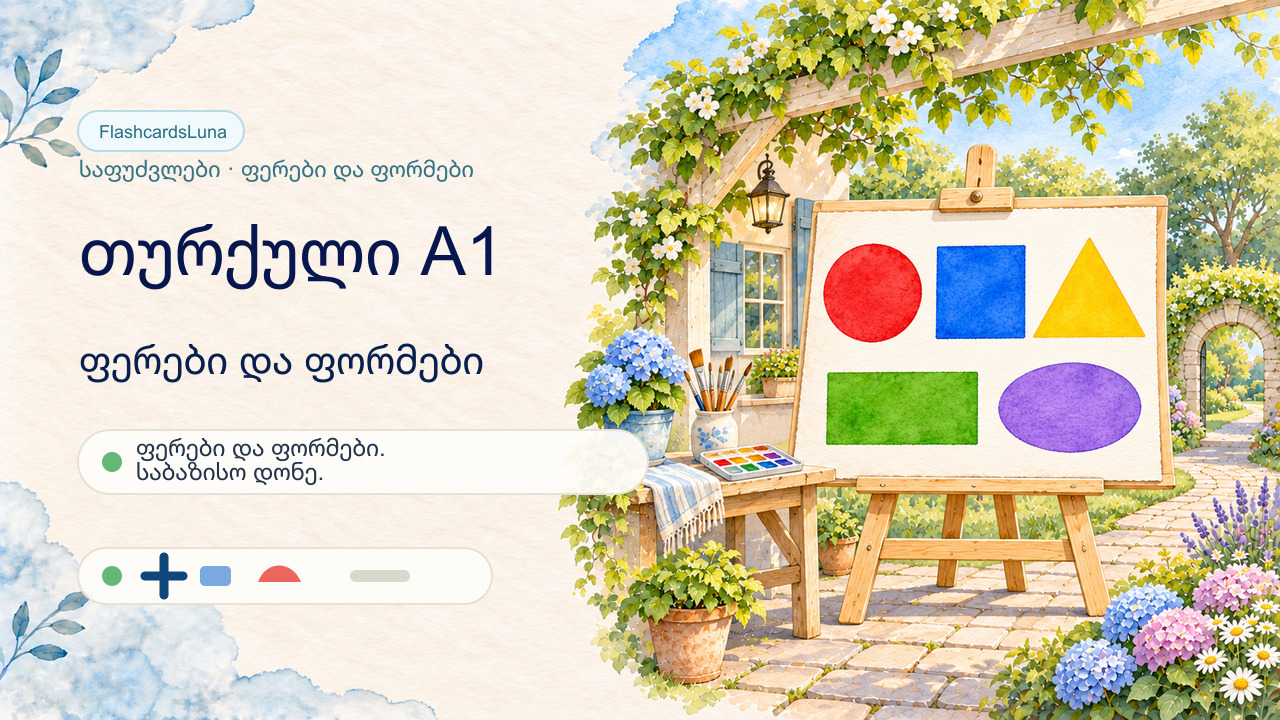 FlashcardsLuna
საფუძვლები · ფერები და ფორმები
თურქული A1
ფერები და ფორმები
ფერები და ფორმები.
საბაზისო დონე.